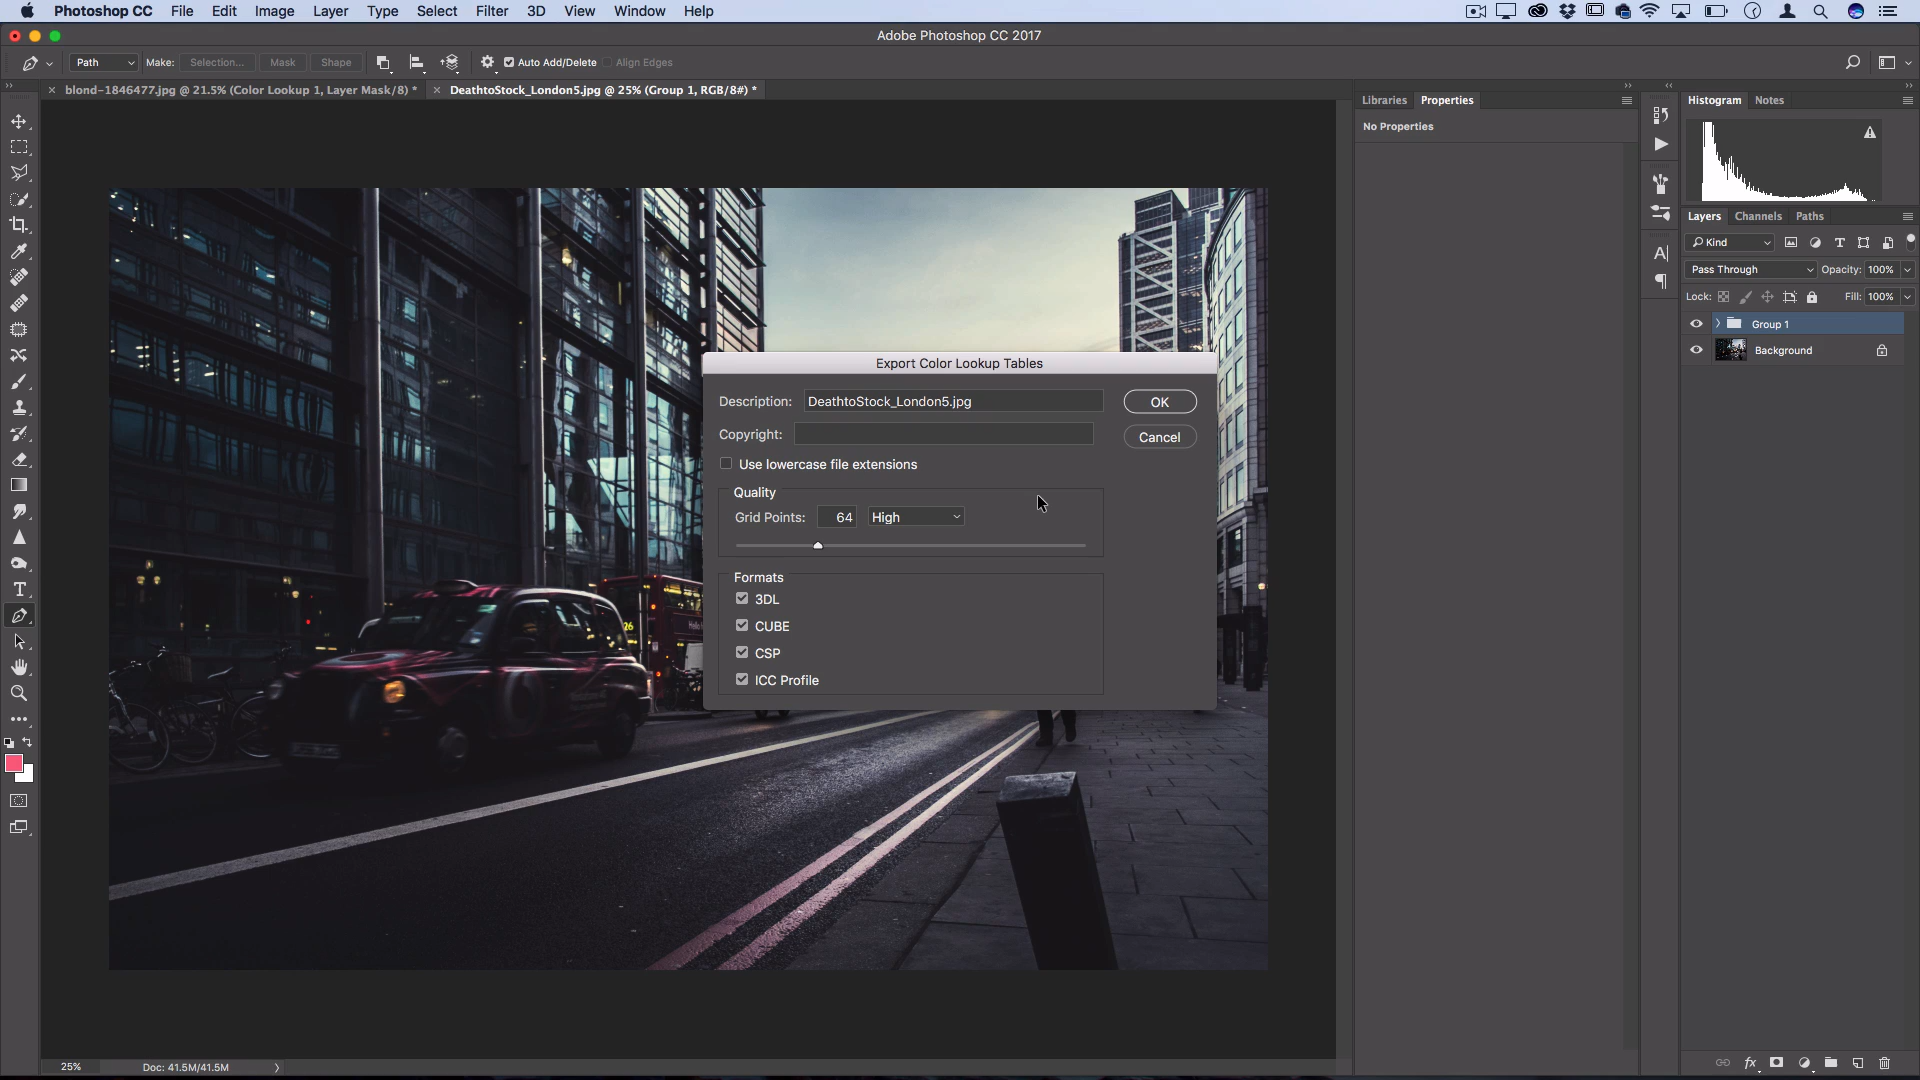 Photoshop CC File Edit Image Layer Type Select Filter 3D View Window Help
Adobe Photoshop CC 2017
Path Make: Selection... Mask Shape Auto Add/Delete Align Edges
blond-1846477.jpg @ 21.5% (Color Lookup 1, Layer Mask/8) * DeathtoStock_London5.jpg @ 25% (Group 1, RGB/8#) *
Libraries Properties
No Properties
Histogram Notes
Layers Channels Paths
Kind
Pass Through Opacity: 100%
Lock: Fill: 100%
Group 1
Background
Export Color Lookup Tables
Description: DeathtoStock_London5.jpg OK
Copyright: Cancel
Use lowercase file extensions
Quality
Grid Points: 64 High
Formats
3DL
CUBE
CSP
ICC Profile
26
25% Doc: 41.5M/41.5M